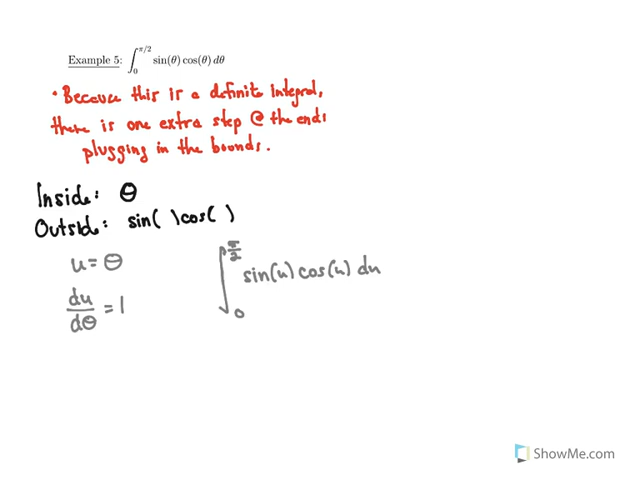 Example 5: ∫₀^{π/2} sin(θ) cos(θ) dθ
• Because this is a definite integral,
there is one extra step @ the end:
plugging in the bounds.
Inside: θ
Outside: sin( )cos( )
u = θ
du/dθ = 1
∫₀^{π/2} sin(u) cos(u) du
ShowMe.com